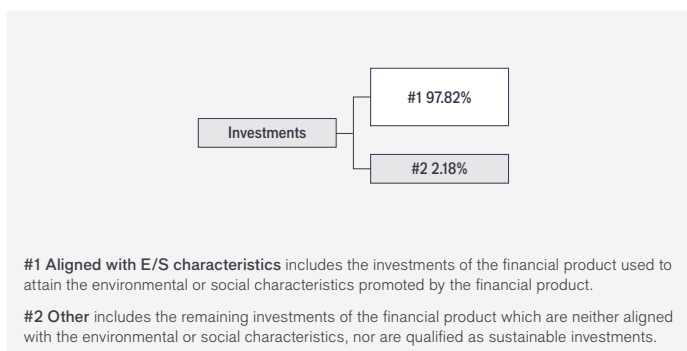 #1 97.82%
Investments
#2 2.18%
#1 Aligned with E/S characteristics includes the investments of the financial product used to
attain the environmental or social characteristics promoted by the financial product.
#2 Other includes the remaining investments of the financial product which are neither aligned
with the environmental or social characteristics, nor are qualified as sustainable investments.